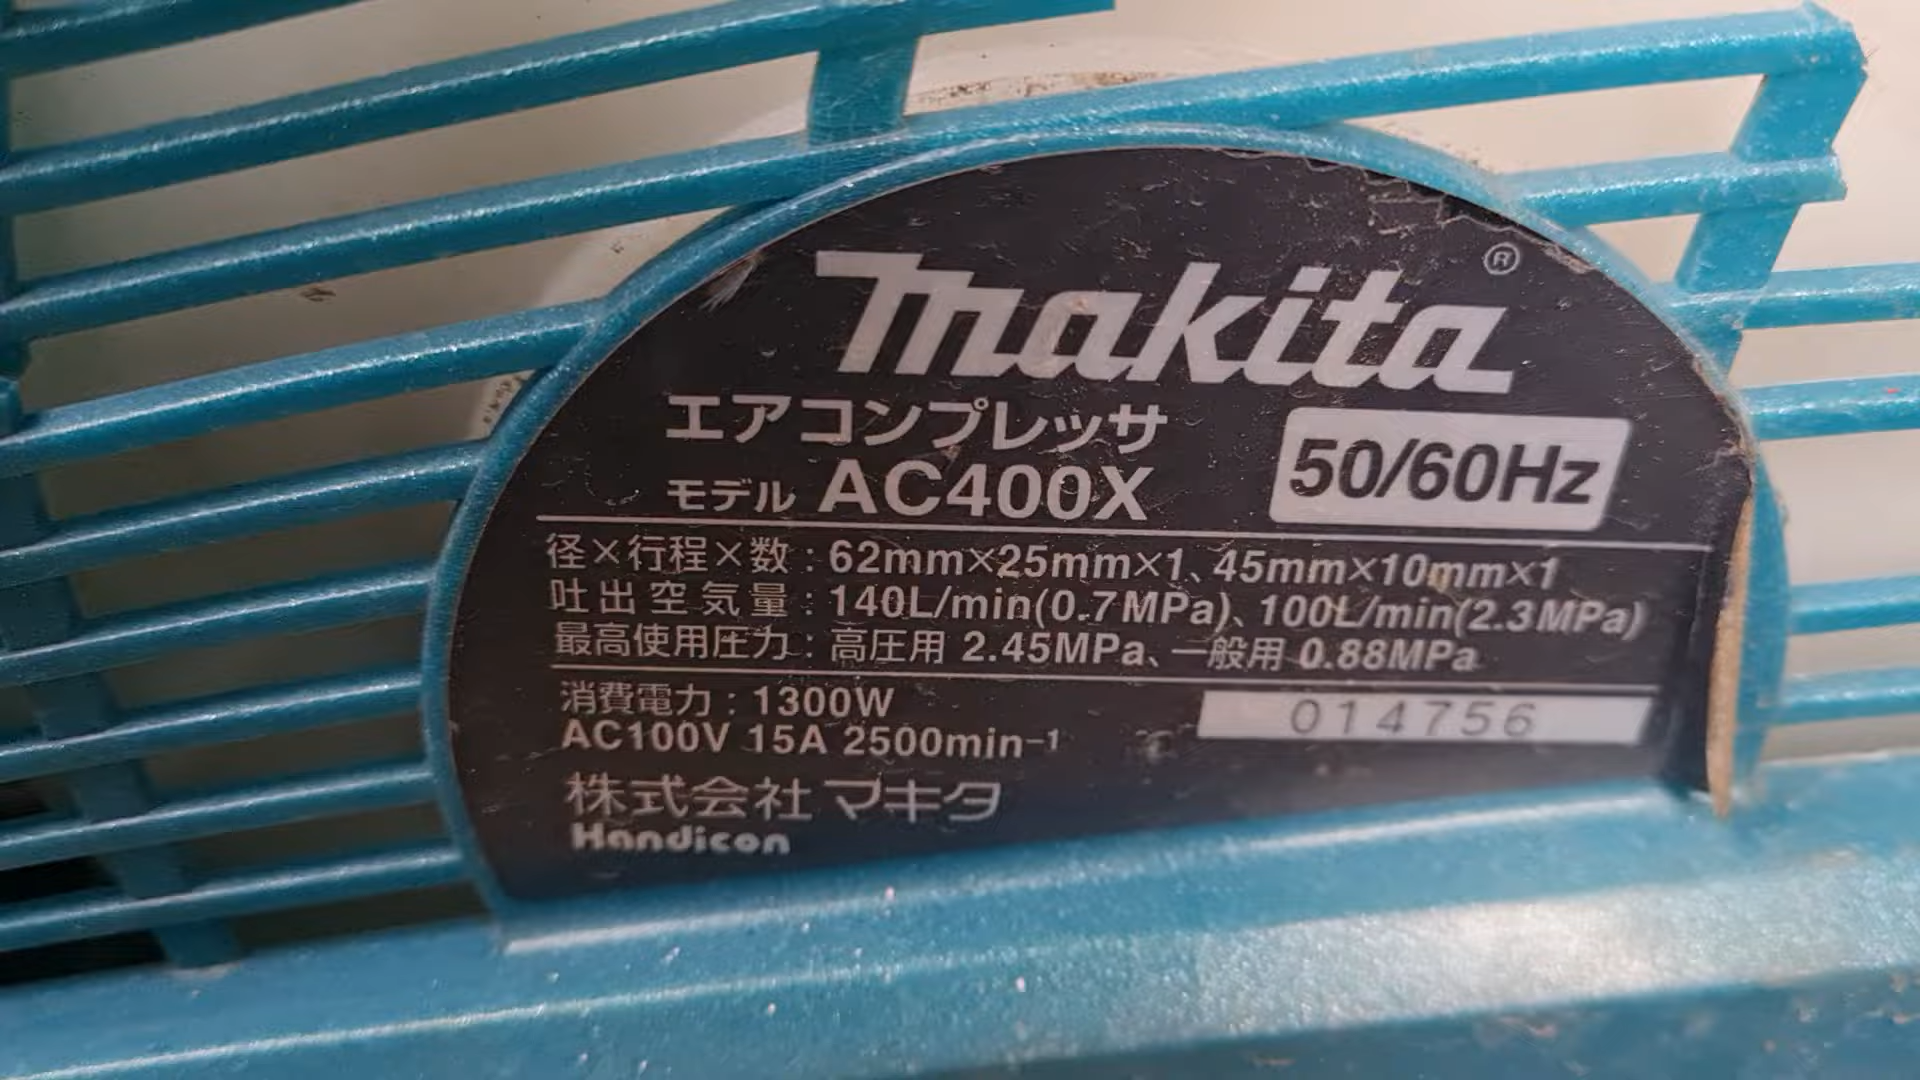 makita®
エアコンプレッサ
モデル AC400X 50/60Hz
径×行程×数：62mm×25mm×1、45mm×10mm×1
吐出空気量：140L/min(0.7MPa)、100L/min(2.3MPa)
最高使用圧力：高圧用 2.45MPa、一般用 0.88MPa
消費電力：1300W
AC100V 15A 2500min⁻¹
014756
株式会社マキタ
Handicon